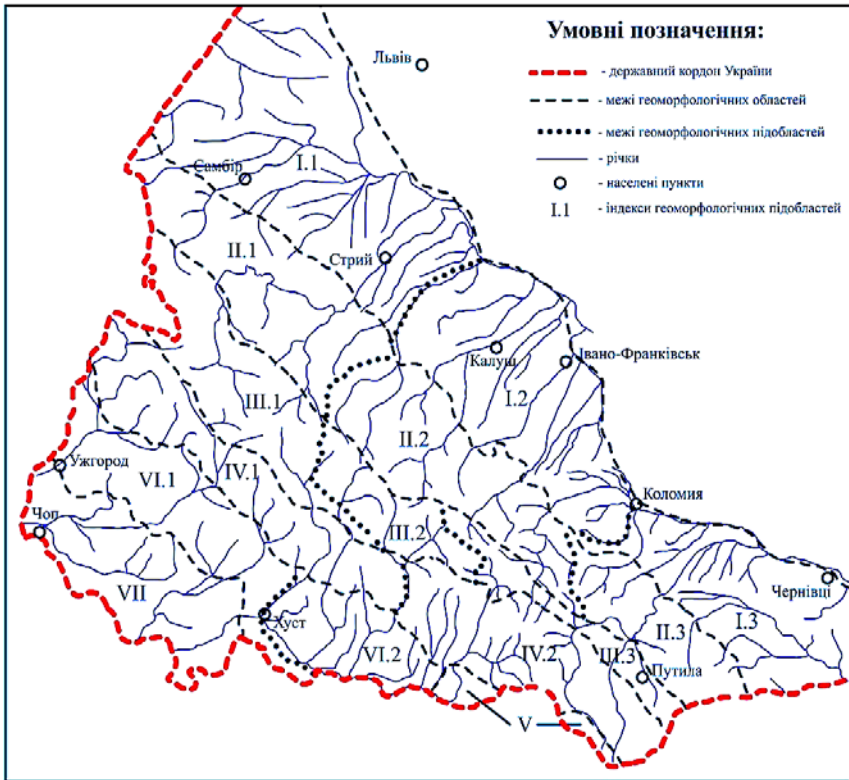 Умовні позначення:
- державний кордон України
- межі геоморфологічних областей
- межі геоморфологічних підобластей
- річки
- населені пункти
I.1 - індекси геоморфологічних підобластей
Львів
Самбір
I.1
II.1
Стрий
Калуш
Івано-Франківськ
III.1
I.2
II.2
Ужгород
VI.1
IV.1
Коломия
Чоп
III.2
VII
Чернівці
Хуст
II.3
I.3
VI.2
IV.2
III.3
Путила
V